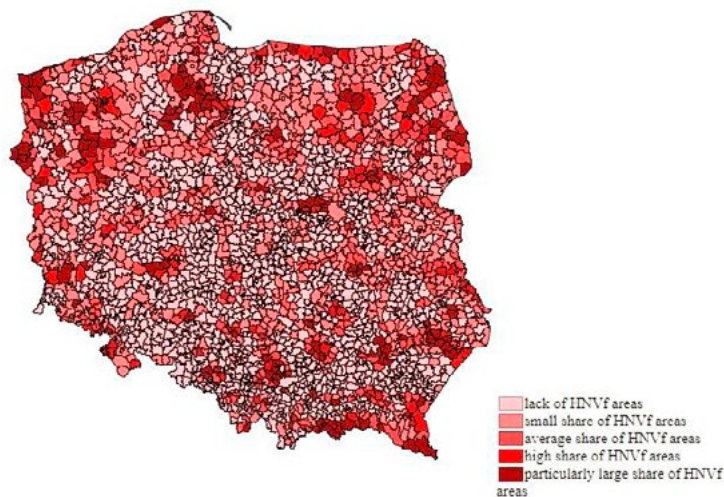 lack of HNVf areas
small share of HNVf areas
average share of HNVf areas
high share of HNVf areas
particularly large share of HNVf
areas